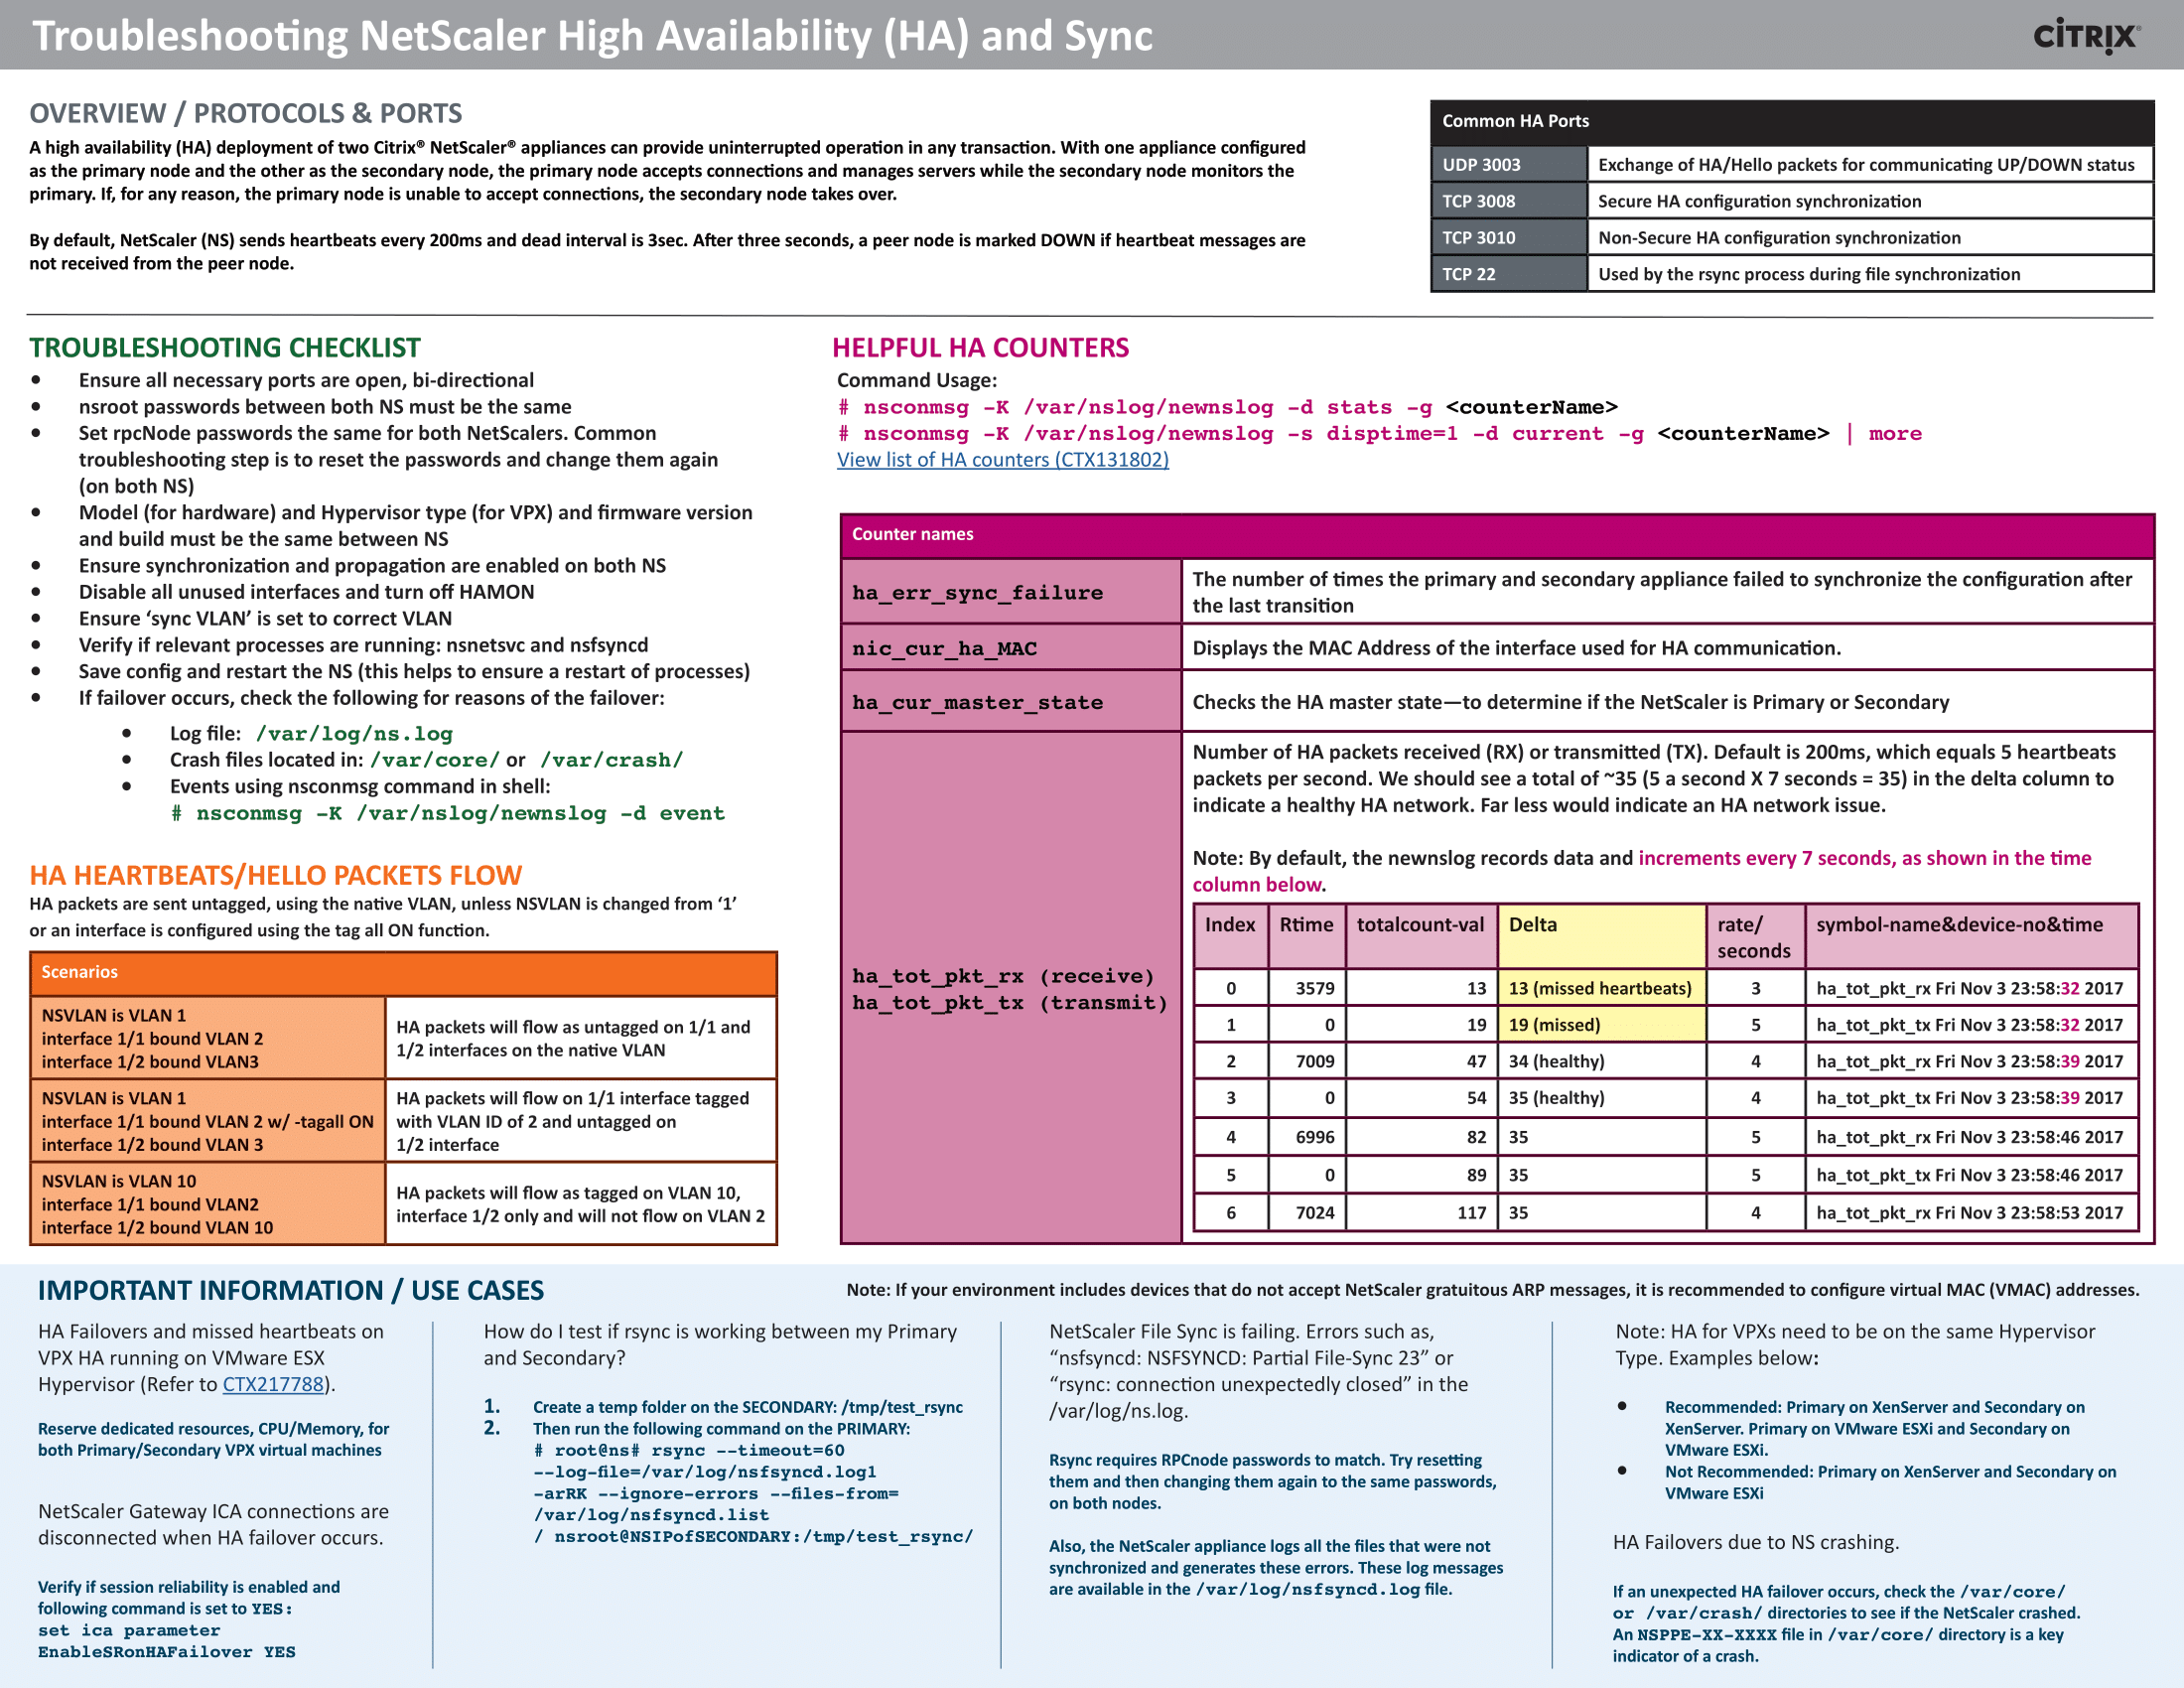 Troubleshooting NetScaler High Availability (HA) and Sync
CİTRIX®
OVERVIEW / PROTOCOLS & PORTS
A high availability (HA) deployment of two Citrix® NetScaler® appliances can provide uninterrupted operation in any transaction. With one appliance configured
as the primary node and the other as the secondary node, the primary node accepts connections and manages servers while the secondary node monitors the
primary. If, for any reason, the primary node is unable to accept connections, the secondary node takes over.
By default, NetScaler (NS) sends heartbeats every 200ms and dead interval is 3sec. After three seconds, a peer node is marked DOWN if heartbeat messages are
not received from the peer node.
Common HA Ports
UDP 3003 Exchange of HA/Hello packets for communicating UP/DOWN status
TCP 3008 Secure HA configuration synchronization
TCP 3010 Non-Secure HA configuration synchronization
TCP 22 Used by the rsync process during file synchronization
TROUBLESHOOTING CHECKLIST
• Ensure all necessary ports are open, bi-directional
• nsroot passwords between both NS must be the same
• Set rpcNode passwords the same for both NetScalers. Common
troubleshooting step is to reset the passwords and change them again
(on both NS)
• Model (for hardware) and Hypervisor type (for VPX) and firmware version
and build must be the same between NS
• Ensure synchronization and propagation are enabled on both NS
• Disable all unused interfaces and turn off HAMON
• Ensure ‘sync VLAN’ is set to correct VLAN
• Verify if relevant processes are running: nsnetsvc and nsfsyncd
• Save config and restart the NS (this helps to ensure a restart of processes)
• If failover occurs, check the following for reasons of the failover:
• Log file: /var/log/ns.log
• Crash files located in: /var/core/ or /var/crash/
• Events using nsconmsg command in shell:
# nsconmsg -K /var/nslog/newnslog -d event
HA HEARTBEATS/HELLO PACKETS FLOW
HA packets are sent untagged, using the native VLAN, unless NSVLAN is changed from ‘1’
or an interface is configured using the tag all ON function.
Scenarios
NSVLAN is VLAN 1
interface 1/1 bound VLAN 2
interface 1/2 bound VLAN3
HA packets will flow as untagged on 1/1 and
1/2 interfaces on the native VLAN
NSVLAN is VLAN 1
interface 1/1 bound VLAN 2 w/ -tagall ON
interface 1/2 bound VLAN 3
HA packets will flow on 1/1 interface tagged
with VLAN ID of 2 and untagged on
1/2 interface
NSVLAN is VLAN 10
interface 1/1 bound VLAN2
interface 1/2 bound VLAN 10
HA packets will flow as tagged on VLAN 10,
interface 1/2 only and will not flow on VLAN 2
HELPFUL HA COUNTERS
Command Usage:
# nsconmsg -K /var/nslog/newnslog -d stats -g <counterName>
# nsconmsg -K /var/nslog/newnslog -s disptime=1 -d current -g <counterName> | more
View list of HA counters (CTX131802)
Counter names
ha_err_sync_failure
The number of times the primary and secondary appliance failed to synchronize the configuration after
the last transition
nic_cur_ha_MAC Displays the MAC Address of the interface used for HA communication.
ha_cur_master_state Checks the HA master state—to determine if the NetScaler is Primary or Secondary
ha_tot_pkt_rx (receive)
ha_tot_pkt_tx (transmit)
Number of HA packets received (RX) or transmitted (TX). Default is 200ms, which equals 5 heartbeats
packets per second. We should see a total of ~35 (5 a second X 7 seconds = 35) in the delta column to
indicate a healthy HA network. Far less would indicate an HA network issue.
Note: By default, the newnslog records data and increments every 7 seconds, as shown in the time
column below.
Index Rtime totalcount-val Delta rate/ symbol-name&device-no&time
seconds
0 3579 13 13 (missed heartbeats) 3 ha_tot_pkt_rx Fri Nov 3 23:58:32 2017
1 0 19 19 (missed) 5 ha_tot_pkt_tx Fri Nov 3 23:58:32 2017
2 7009 47 34 (healthy) 4 ha_tot_pkt_rx Fri Nov 3 23:58:39 2017
3 0 54 35 (healthy) 4 ha_tot_pkt_tx Fri Nov 3 23:58:39 2017
4 6996 82 35 5 ha_tot_pkt_rx Fri Nov 3 23:58:46 2017
5 0 89 35 5 ha_tot_pkt_tx Fri Nov 3 23:58:46 2017
6 7024 117 35 4 ha_tot_pkt_rx Fri Nov 3 23:58:53 2017
IMPORTANT INFORMATION / USE CASES
Note: If your environment includes devices that do not accept NetScaler gratuitous ARP messages, it is recommended to configure virtual MAC (VMAC) addresses.
HA Failovers and missed heartbeats on
VPX HA running on VMware ESX
Hypervisor (Refer to CTX217788).
Reserve dedicated resources, CPU/Memory, for
both Primary/Secondary VPX virtual machines
NetScaler Gateway ICA connections are
disconnected when HA failover occurs.
Verify if session reliability is enabled and
following command is set to YES:
set ica parameter
EnableSRonHAFailover YES
How do I test if rsync is working between my Primary
and Secondary?
1. Create a temp folder on the SECONDARY: /tmp/test_rsync
2. Then run the following command on the PRIMARY:
# root@ns# rsync --timeout=60
--log-file=/var/log/nsfsyncd.log1
-arRK --ignore-errors --files-from=
/var/log/nsfsyncd.list
/ nsroot@NSIPofSECONDARY:/tmp/test_rsync/
NetScaler File Sync is failing. Errors such as,
“nsfsyncd: NSFSYNCD: Partial File-Sync 23” or
“rsync: connection unexpectedly closed” in the
/var/log/ns.log.
Rsync requires RPCnode passwords to match. Try resetting
them and then changing them again to the same passwords,
on both nodes.
Also, the NetScaler appliance logs all the files that were not
synchronized and generates these errors. These log messages
are available in the /var/log/nsfsyncd.log file.
Note: HA for VPXs need to be on the same Hypervisor
Type. Examples below:
• Recommended: Primary on XenServer and Secondary on
XenServer. Primary on VMware ESXi and Secondary on
VMware ESXi.
• Not Recommended: Primary on XenServer and Secondary on
VMware ESXi
HA Failovers due to NS crashing.
If an unexpected HA failover occurs, check the /var/core/
or /var/crash/ directories to see if the NetScaler crashed.
An NSPPE-XX-XXXX file in /var/core/ directory is a key
indicator of a crash.